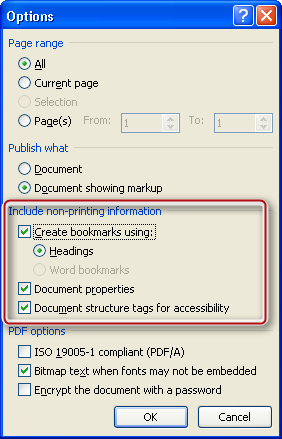 Options
Page range
All
Current page
Selection
Page(s) From: 1 To: 1
Publish what
Document
Document showing markup
Include non-printing information
Create bookmarks using:
Headings
Word bookmarks
Document properties
Document structure tags for accessibility
PDF options
ISO 19005-1 compliant (PDF/A)
Bitmap text when fonts may not be embedded
Encrypt the document with a password
OK Cancel